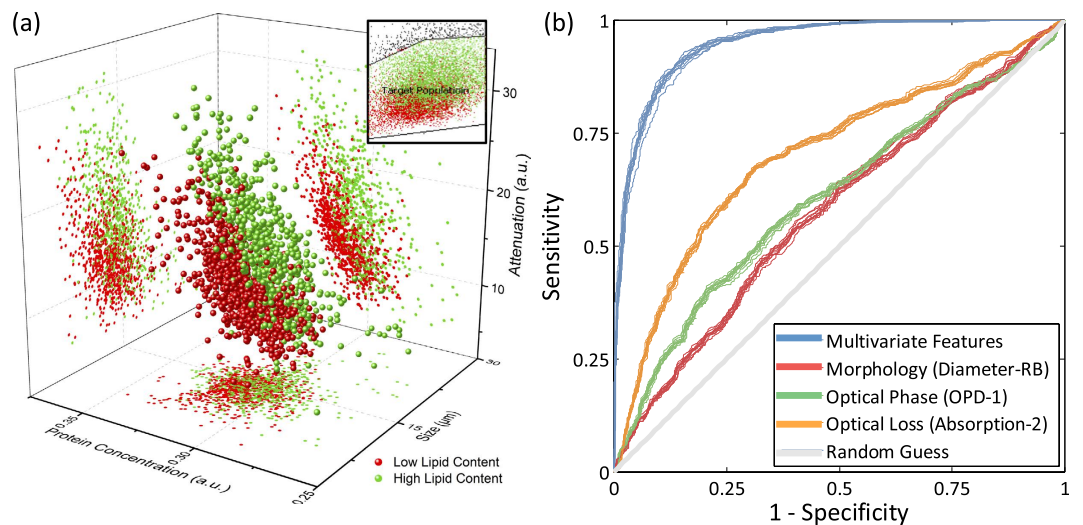 (a)
Target Population
30
20
10
Attenuation (a.u.)
30
15
Size (µm)
0.35
0.30
0.25
Protein Concentration (a.u.)
Low Lipid Content
High Lipid Content
(b)
1
0.75
0.5
0.25
0
Sensitivity
Multivariate Features
Morphology (Diameter-RB)
Optical Phase (OPD-1)
Optical Loss (Absorption-2)
Random Guess
0
0.25
0.5
0.75
1
1 - Specificity